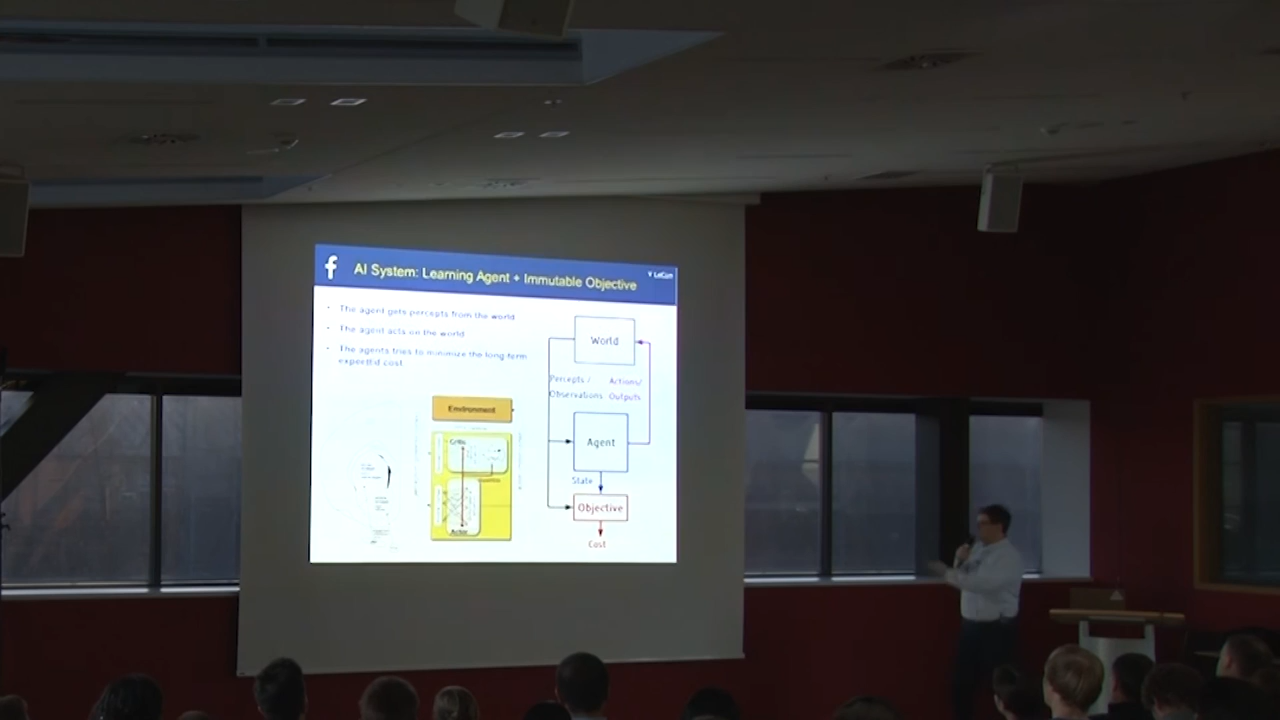 f
AI System: Learning Agent + Immutable Objective
Y LeCun
The agent gets percepts from the world
The agent acts on the world
The agents tries to minimize the long-term
expected cost
World
Percepts / Actions/
Observations Outputs
Agent
State
Objective
Cost
Environment
Critic
Actor